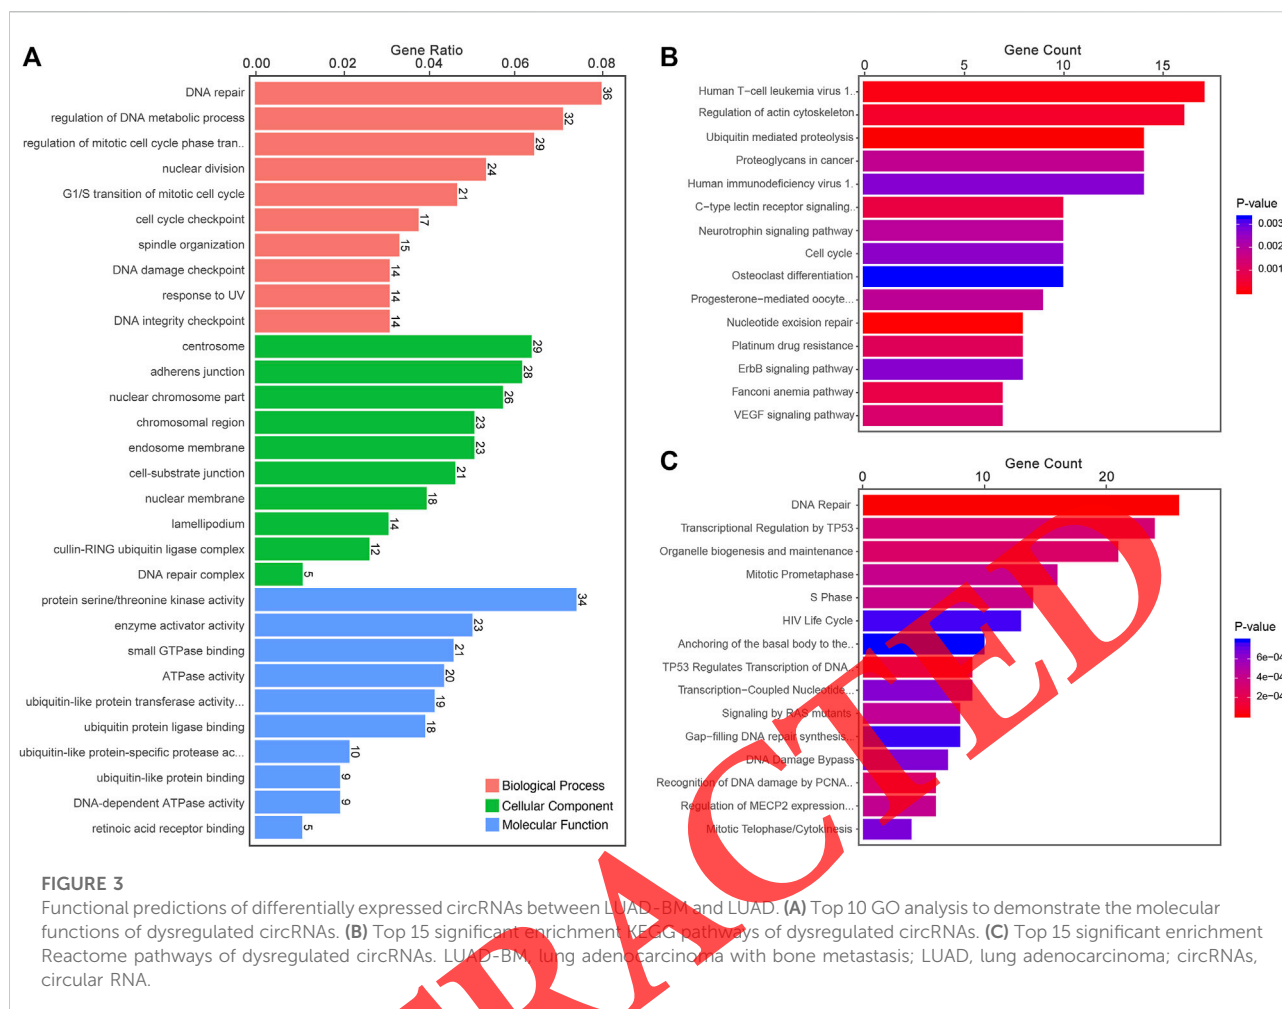 A
Gene Ratio
0.00 0.02 0.04 0.06 0.08
DNA repair 36
regulation of DNA metabolic process 32
regulation of mitotic cell cycle phase tran.. 29
nuclear division 24
G1/S transition of mitotic cell cycle 21
cell cycle checkpoint 17
spindle organization 15
DNA damage checkpoint 14
response to UV 14
DNA integrity checkpoint 14
centrosome 29
adherens junction 28
nuclear chromosome part 26
chromosomal region 23
endosome membrane 23
cell-substrate junction 21
nuclear membrane 18
lamellipodium 14
cullin-RING ubiquitin ligase complex 12
DNA repair complex 5
protein serine/threonine kinase activity 34
enzyme activator activity 23
small GTPase binding 21
ATPase activity 20
ubiquitin-like protein transferase activity... 19
ubiquitin protein ligase binding 18
ubiquitin-like protein-specific protease ac... 10
ubiquitin-like protein binding 9
DNA-dependent ATPase activity 9
retinoic acid receptor binding 5
Biological Process
Cellular Component
Molecular Function
B
Gene Count
0 5 10 15
Human T-cell leukemia virus 1..
Regulation of actin cytoskeleton
Ubiquitin mediated proteolysis
Proteoglycans in cancer
Human immunodeficiency virus 1.
C-type lectin receptor signaling..
Neurotrophin signaling pathway
Cell cycle
Osteoclast differentiation
Progesterone-mediated oocyte...
Nucleotide excision repair
Platinum drug resistance
ErbB signaling pathway
Fanconi anemia pathway
VEGF signaling pathway
P-value
0.003
0.002
0.001
C
Gene Count
0 10 20
DNA Repair
Transcriptional Regulation by TP53
Organelle biogenesis and maintenance
Mitotic Prometaphase
S Phase
HIV Life Cycle
Anchoring of the basal body to the..
TP53 Regulates Transcription of DNA..
Transcription-Coupled Nucleotide...
Signaling by RAS mutants
Gap-filling DNA repair synthesis...
DNA Damage Bypass
Recognition of DNA damage by PCNA..
Regulation of MECP2 expression...
Mitotic Telophase/Cytokinesis
P-value
6e-04
4e-04
2e-04
RACTED
FIGURE 3
Functional predictions of differentially expressed circRNAs between LUAD-BM and LUAD. (A) Top 10 GO analysis to demonstrate the molecular
functions of dysregulated circRNAs. (B) Top 15 significant enrichment KEGG pathways of dysregulated circRNAs. (C) Top 15 significant enrichment
Reactome pathways of dysregulated circRNAs. LUAD-BM, lung adenocarcinoma with bone metastasis; LUAD, lung adenocarcinoma; circRNAs,
circular RNA.